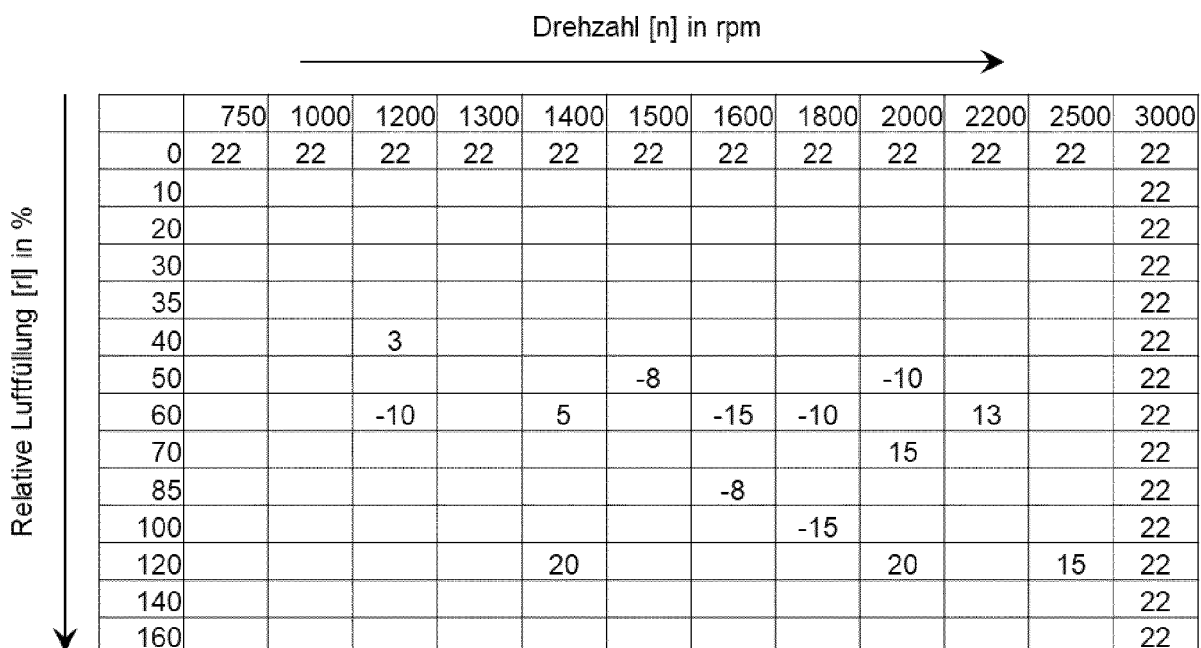 Drehzahl [n] in rpm
Relative Luftfüllung [rl] in %
750 1000 1200 1300 1400 1500 1600 1800 2000 2200 2500 3000
0 22 22 22 22 22 22 22 22 22 22 22 22
10 22
20 22
30 22
35 22
40 3 22
50 -8 -10 22
60 -10 5 -15 -10 13 22
70 15 22
85 -8 22
100 -15 22
120 20 20 15 22
140 22
160 22